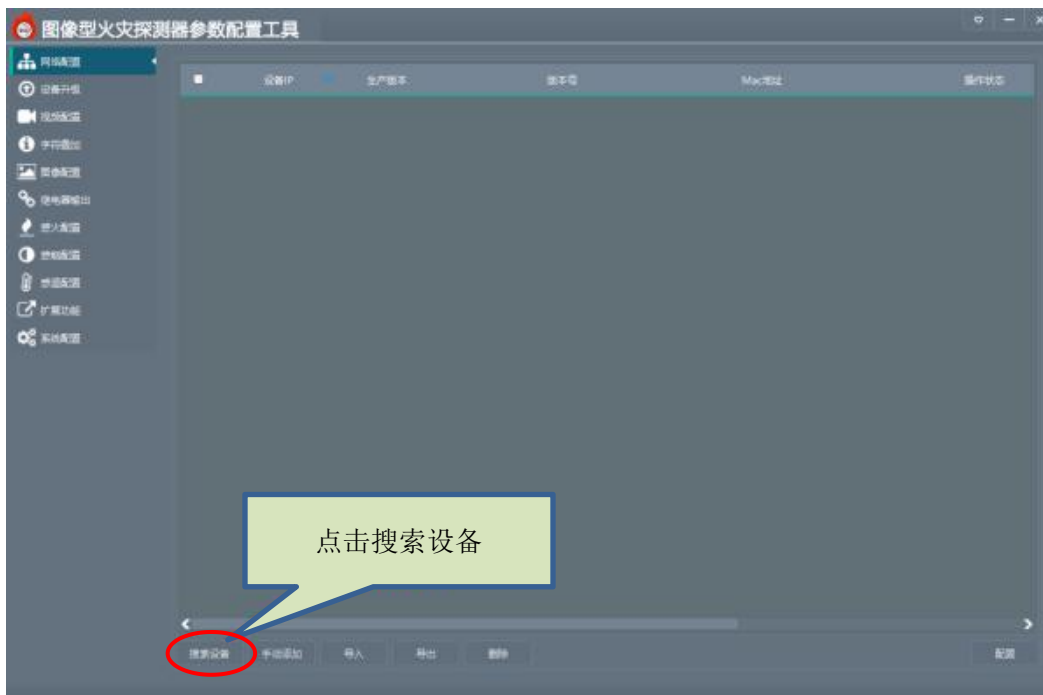 图像型火灾探测器参数配置工具
网络配置
设备升级
视频配置
字符叠加
图像配置
继电器输出
感火配置
感烟配置
感温配置
扩展功能
系统配置
设备IP 生产版本 版本号 Mac地址 操作状态
点击搜索设备
搜索设备 手动添加 导入 导出 删除 配置